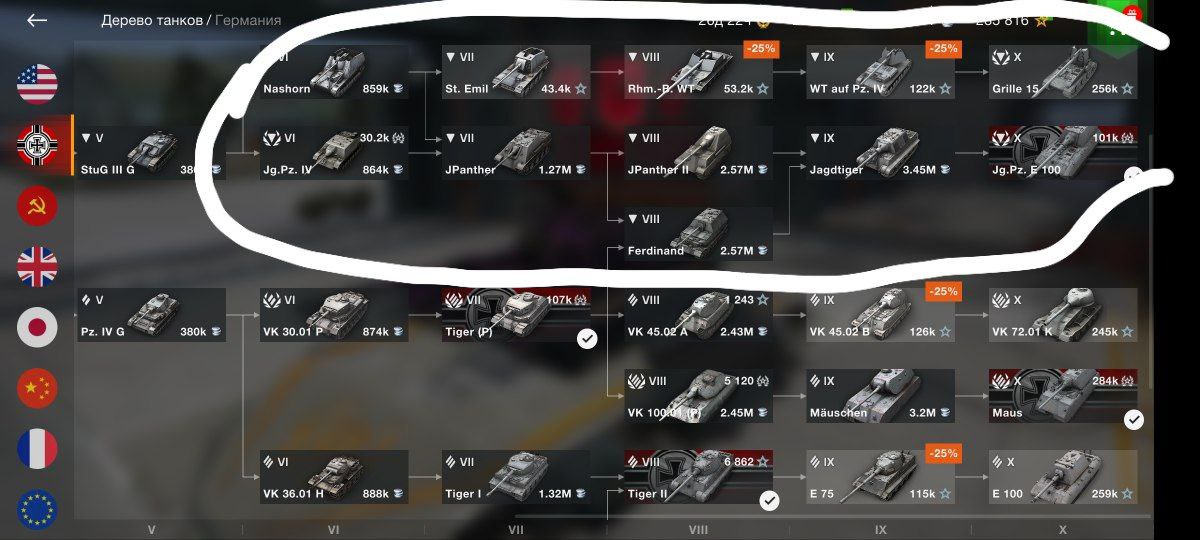 Дерево танков / Германия
VI Nashorn 859k
VII St. Emil 43.4k
-25%
VIII Rhm.-B. WT 53.2k
-25%
IX WT auf Pz. IV 122k
X Grille 15 256k
V StuG III G
VI 30.2k Jg.Pz. IV 864k
VII JPanther 1.27M
VIII JPanther II 2.57M
IX Jagdtiger 3.45M
X 101k Jg.Pz. E 100
VIII Ferdinand 2.57M
V Pz. IV G 380k
VI VK 30.01 P 874k
VII 107k Tiger (P)
VIII 243 VK 45.02 A 2.43M
-25%
IX VK 45.02 B 126k
X VK 72.01 K 245k
VIII 5 120 VK 100.01 (P) 2.45M
IX Mäuschen 3.2M
X 284k Maus
VI VK 36.01 H 888k
VII Tiger I 1.32M
VIII 6 862 Tiger II
-25%
IX E 75 115k
X E 100 259k
V VI VII VIII IX X